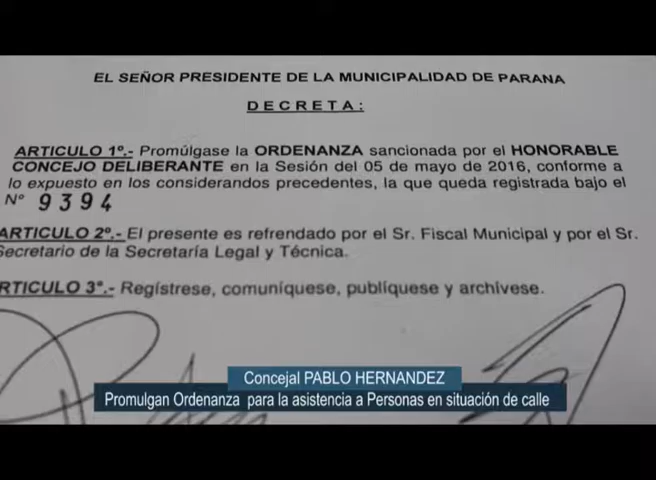 EL SEÑOR PRESIDENTE DE LA MUNICIPALIDAD DE PARANA
DECRETA:
ARTICULO 1º.- Promúlgase la ORDENANZA sancionada por el HONORABLE
CONCEJO DELIBERANTE en la Sesión del 05 de mayo de 2016, conforme a
lo expuesto en los considerandos precedentes, la que queda registrada bajo el
Nº 9394
ARTICULO 2º.- El presente es refrendado por el Sr. Fiscal Municipal y por el Sr.
Secretario de la Secretaría Legal y Técnica.
ARTICULO 3º.- Regístrese, comuníquese, publíquese y archívese.
Concejal PABLO HERNANDEZ
Promulgan Ordenanza para la asistencia a Personas en situación de calle